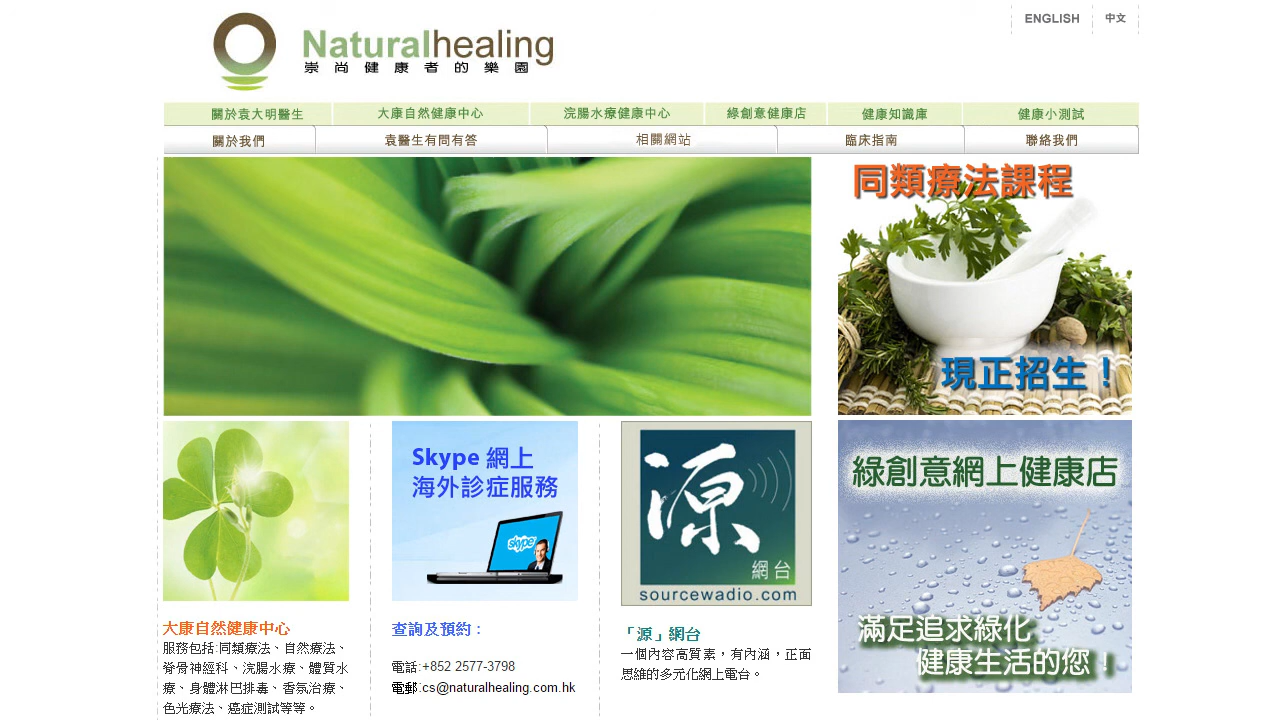 ENGLISH 中文
Naturalhealing
崇尚健康者的樂園
關於袁大明醫生 大康自然健康中心 浣腸水療健康中心 綠創意健康店 健康知識庫 健康小測試
關於我們 袁醫生有問有答 相關網站 臨床指南 聯絡我們
同類療法課程
現正招生！
Skype 網上
海外診症服務
skype
源
網台
sourcewadio.com
綠創意網上健康店
滿足追求綠化
健康生活的您！
大康自然健康中心
服務包括:同類療法、自然療法、
脊骨神經科、浣腸水療、體質水
療、身體淋巴排毒、香氛治療、
色光療法、癌症測試等等。
查詢及預約：
電話:+852 2577-3798
電郵:cs@naturalhealing.com.hk
「源」網台
一個內容高質素，有內涵，正面
思維的多元化網上電台。